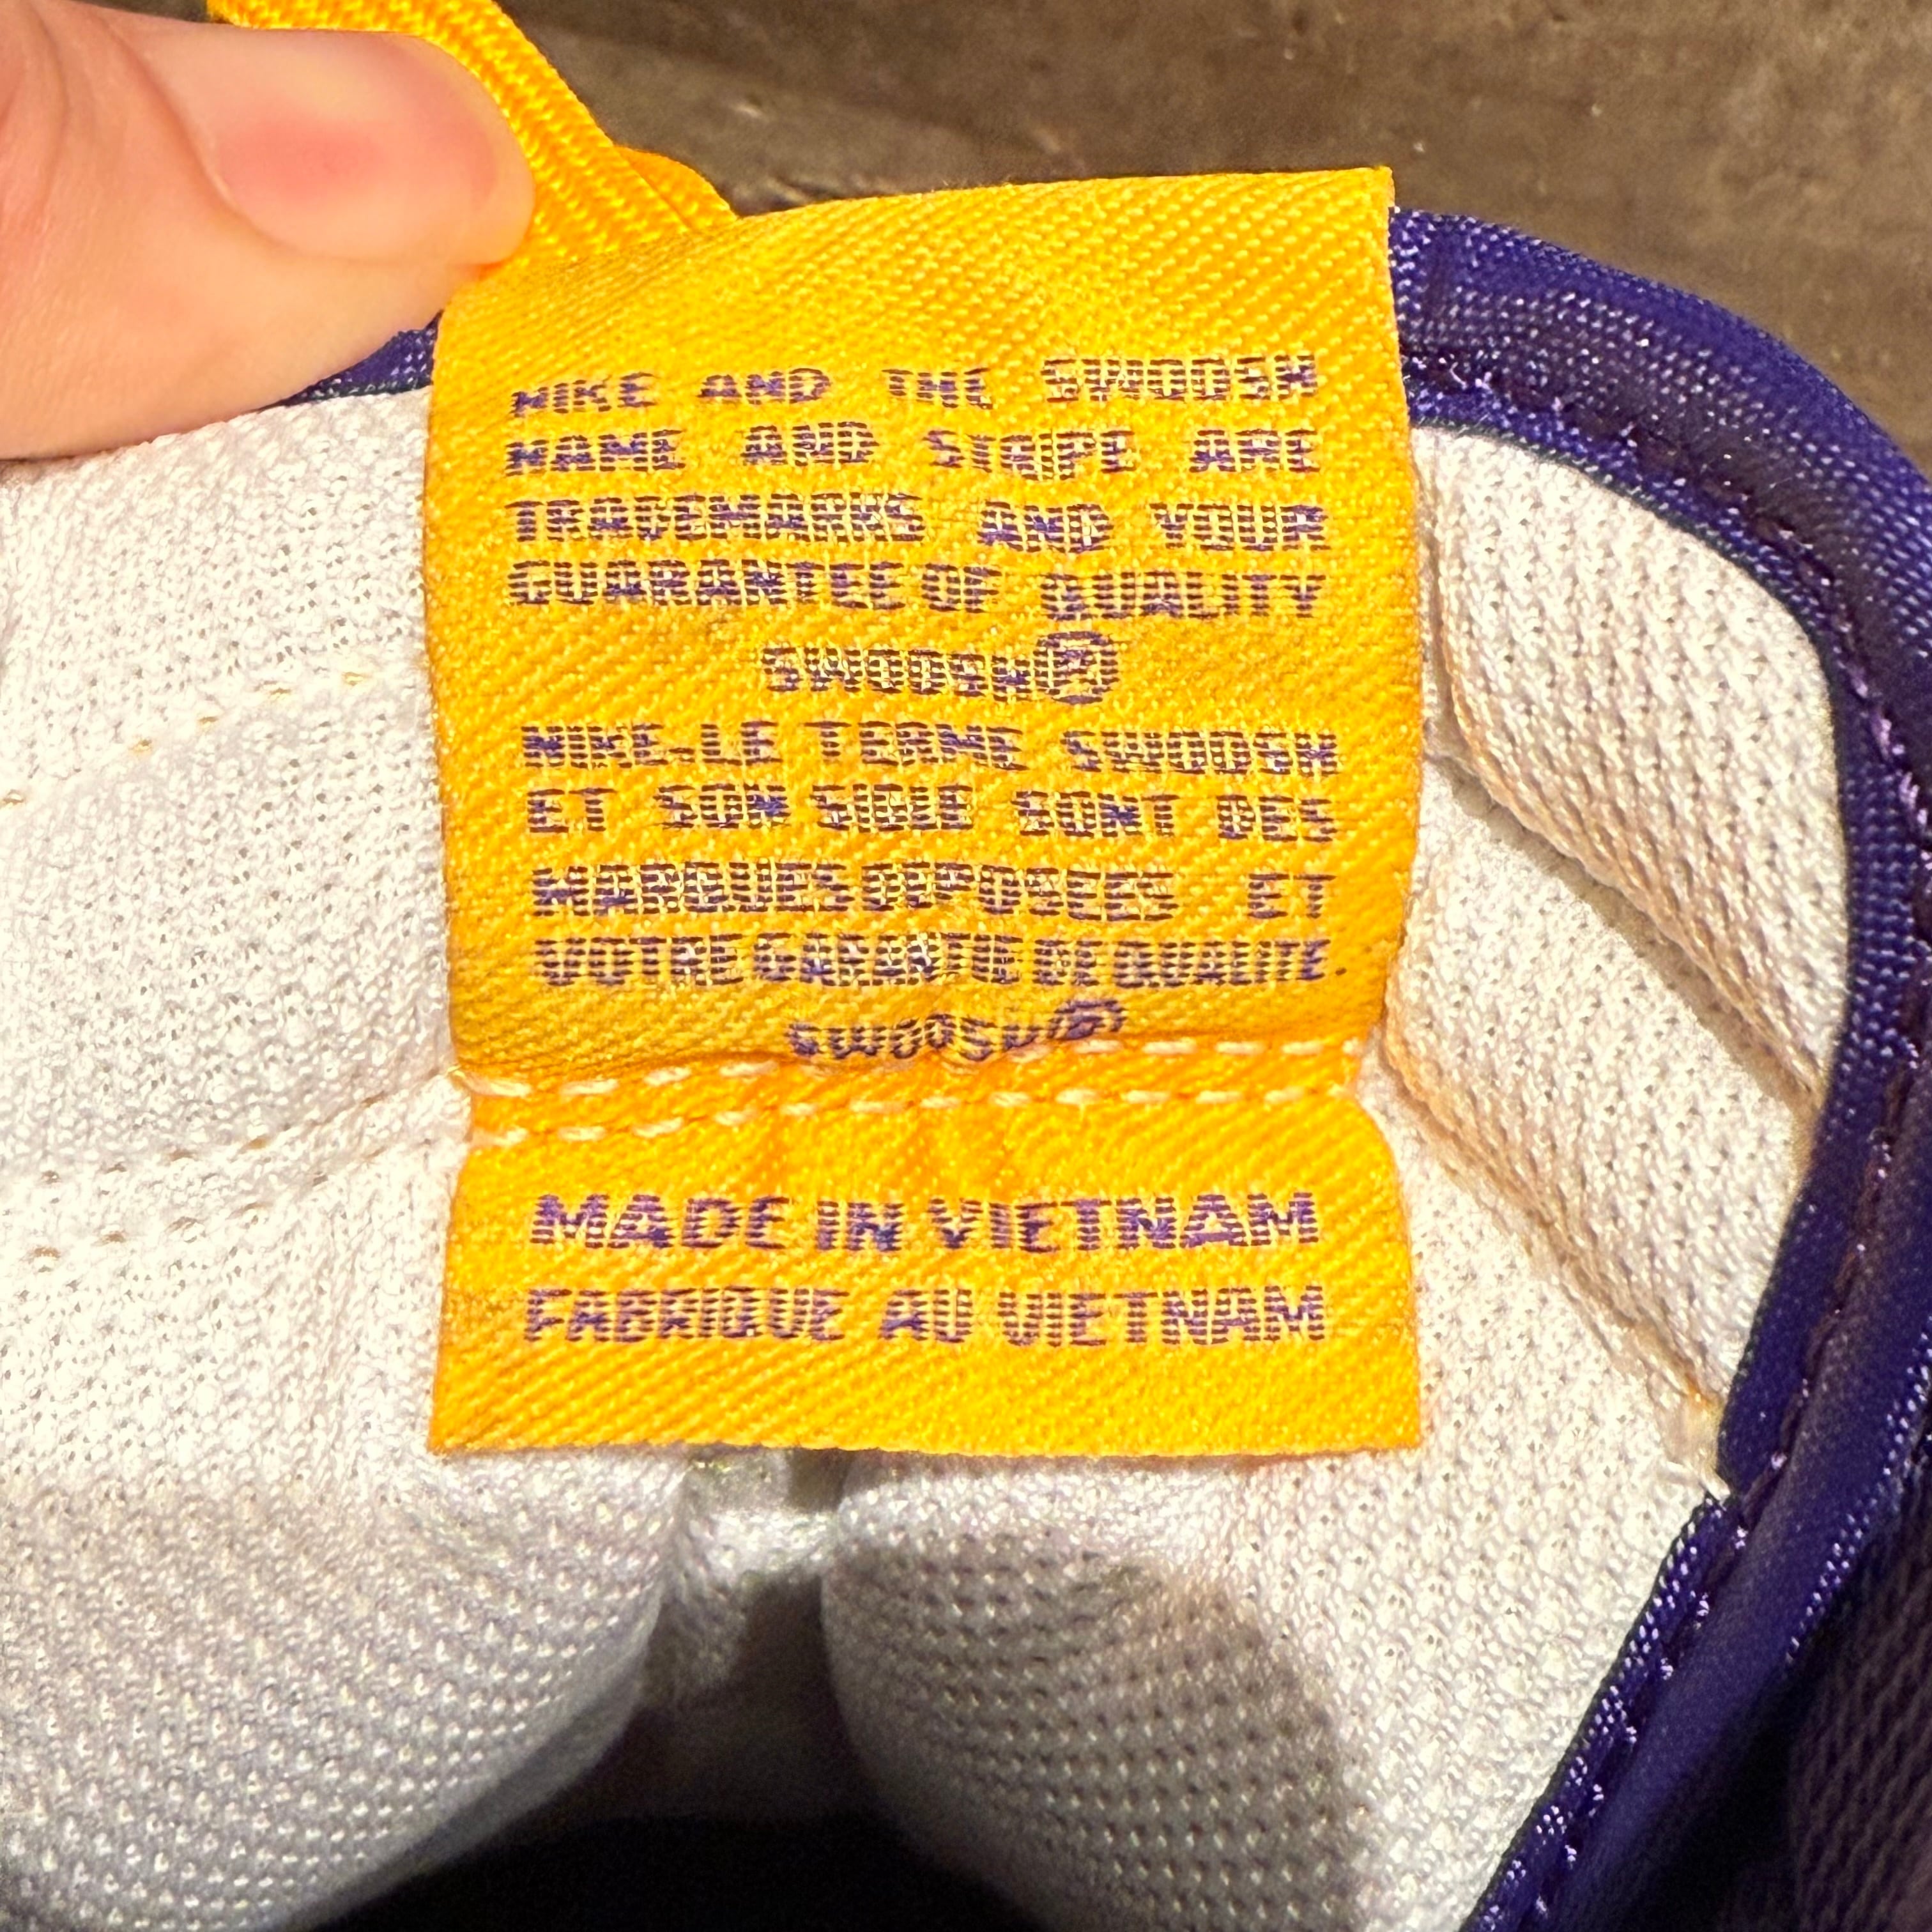 NIKE AND THE SWOOSH
NAME AND STRIPE ARE
TRADEMARKS AND YOUR
GUARANTEE OF QUALITY
SWOOSH®
NIKE-LE TERME SWOOSH
ET SON SIGLE SONT DES
MARQUES DEPOSEES ET
VOTRE GARANTIE DE QUALITE.
SWOOSH®
MADE IN VIETNAM
FABRIQUE AU VIETNAM